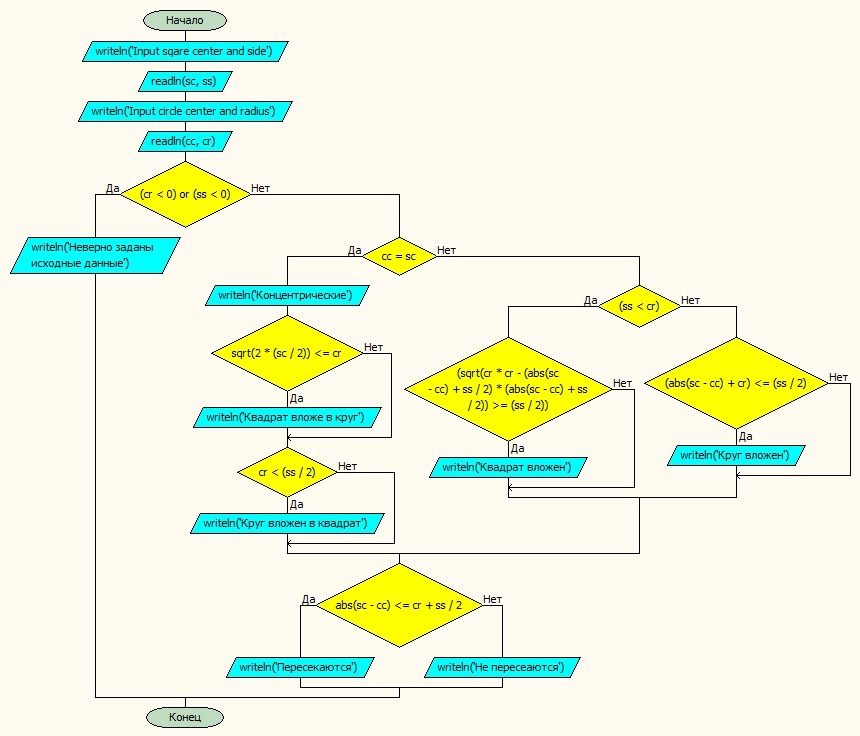 Начало
writeln('Input sqare center and side')
readln(sc, ss)
writeln('Input circle center and radius')
readln(cc, cr)
Да
(cr < 0) or (ss < 0)
Нет
writeln('Неверно заданы
исходные данные')
Да
cc = sc
Нет
writeln('Концентрические')
Да
(ss < cr)
Нет
sqrt(2 * (sc / 2)) <= cr
Нет
Да
writeln('Квадрат вложе в круг')
(sqrt(cr * cr - (abs(sc
- cc) + ss / 2) * (abs(sc - cc) + ss
/ 2)) >= (ss / 2))
Нет
Да
writeln('Квадрат вложен')
(abs(sc - cc) + cr) <= (ss / 2)
Нет
Да
writeln('Круг вложен')
cr < (ss / 2)
Нет
Да
writeln('Круг вложен в квадрат')
Да
abs(sc - cc) <= cr + ss / 2
Нет
writeln('Пересекаются')
writeln('Не пересеаются')
Конец